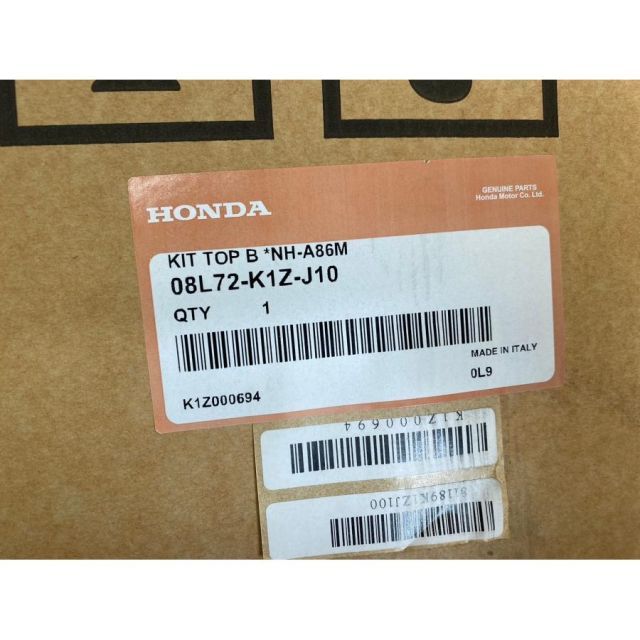 HONDA
GENUINE PARTS
Honda Motor Co. Ltd.
KIT TOP B *NH-A86M
08L72-K1Z-J10
QTY 1
MADE IN ITALY
0L9
K1Z000694
K1Z000694